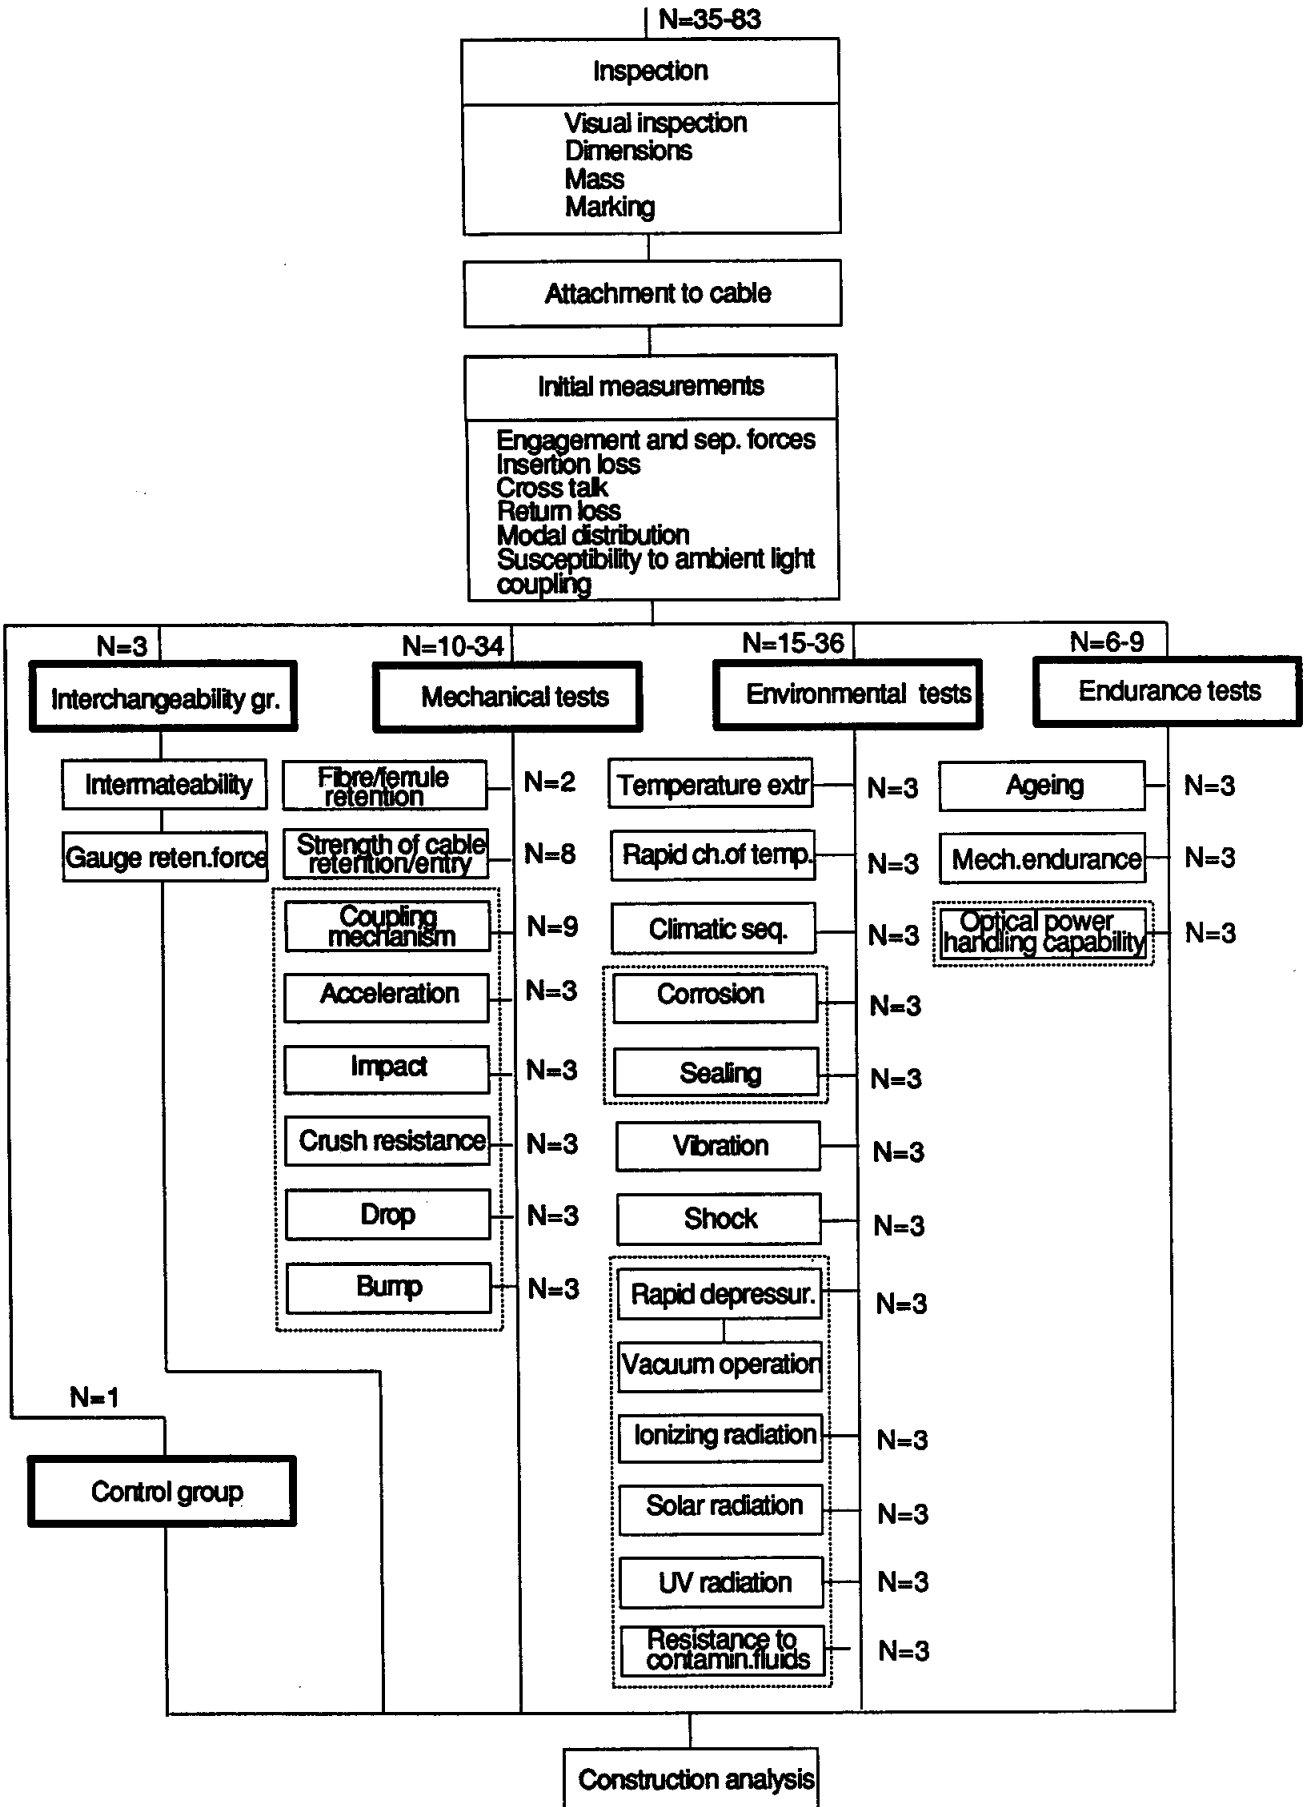 N=35-83
Inspection
Visual inspection
Dimensions
Mass
Marking
Attachment to cable
Initial measurements
Engagement and sep. forces
Insertion loss
Cross talk
Return loss
Modal distribution
Susceptibility to ambient light
coupling
N=3
Interchangeability gr.
Intermateability
Gauge reten.force
N=10-34
Mechanical tests
Fibre/ferrule
retention
N=2
Strength of cable
retention/entry
N=8
Coupling
mechanism
N=9
Acceleration
N=3
Impact
N=3
Crush resistance
N=3
Drop
N=3
Bump
N=3
N=15-36
Environmental tests
Temperature extr
N=3
Rapid ch.of temp.
N=3
Climatic seq.
N=3
Corrosion
N=3
Sealing
N=3
Vibration
N=3
Shock
N=3
Rapid depressur.
N=3
Vacuum operation
Ionizing radiation
N=3
Solar radiation
N=3
UV radiation
N=3
Resistance to
contamin.fluids
N=3
N=6-9
Endurance tests
Ageing
N=3
Mech.endurance
N=3
Optical power
handling capability
N=3
N=1
Control group
Construction analysis